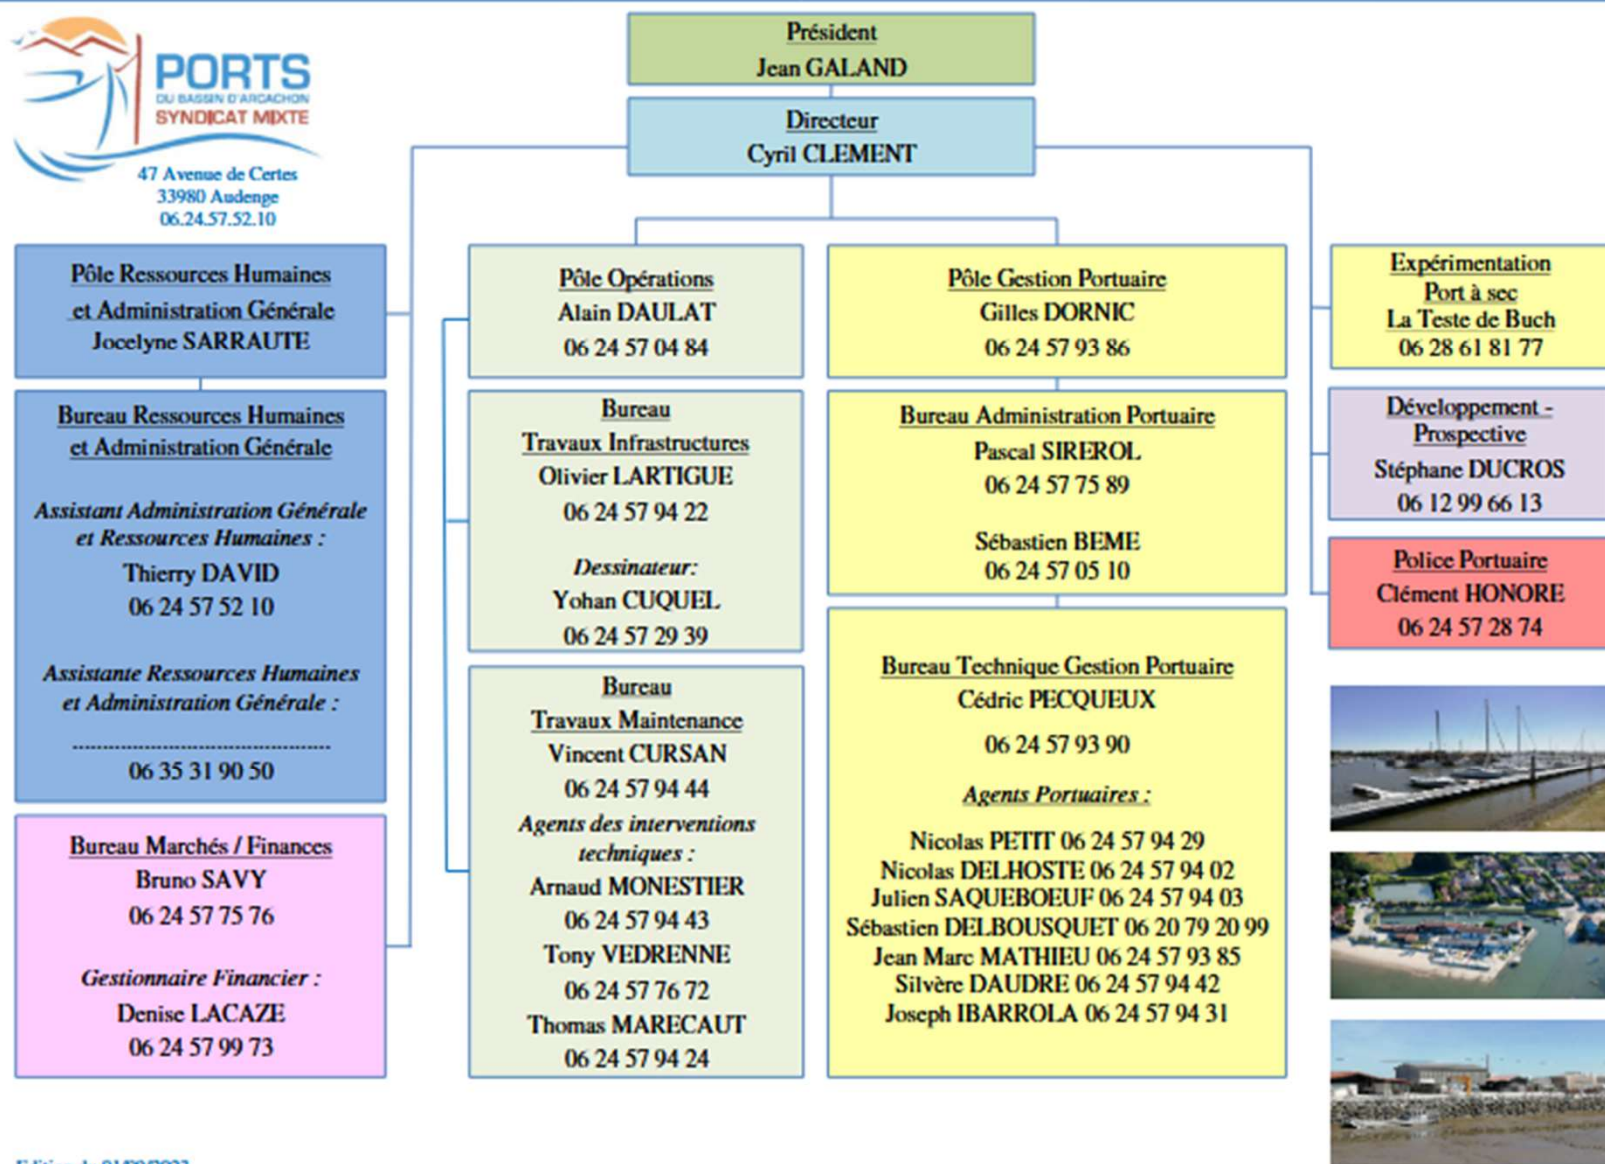 PORTS
DU BASSIN D'ARCACHON
SYNDICAT MIXTE
47 Avenue de Certes
33980 Audenge
06.24.57.52.10
Président
Jean GALAND
Directeur
Cyril CLEMENT
Pôle Ressources Humaines
et Administration Générale
Jocelyne SARRAUTE
Bureau Ressources Humaines
et Administration Générale
Assistant Administration Générale
et Ressources Humaines :
Thierry DAVID
06 24 57 52 10
Assistante Ressources Humaines
et Administration Générale :
...........................................
06 35 31 90 50
Bureau Marchés / Finances
Bruno SAVY
06 24 57 75 76
Gestionnaire Financier :
Denise LACAZE
06 24 57 99 73
Pôle Opérations
Alain DAULAT
06 24 57 04 84
Bureau
Travaux Infrastructures
Olivier LARTIGUE
06 24 57 94 22
Dessinateur:
Yohan CUQUEL
06 24 57 29 39
Bureau
Travaux Maintenance
Vincent CURSAN
06 24 57 94 44
Agents des interventions
techniques :
Arnaud MONESTIER
06 24 57 94 43
Tony VEDRENNE
06 24 57 76 72
Thomas MARECAUT
06 24 57 94 24
Pôle Gestion Portuaire
Gilles DORNIC
06 24 57 93 86
Bureau Administration Portuaire
Pascal SIREROL
06 24 57 75 89
Sébastien BEME
06 24 57 05 10
Bureau Technique Gestion Portuaire
Cédric PECQUEUX
06 24 57 93 90
Agents Portuaires :
Nicolas PETIT 06 24 57 94 29
Nicolas DELHOSTE 06 24 57 94 02
Julien SAQUEBOEUF 06 24 57 94 03
Sébastien DELBOUSQUET 06 20 79 20 99
Jean Marc MATHIEU 06 24 57 93 85
Silvère DAUDRE 06 24 57 94 42
Joseph IBARROLA 06 24 57 94 31
Expérimentation
Port à sec
La Teste de Buch
06 28 61 81 77
Développement -
Prospective
Stéphane DUCROS
06 12 99 66 13
Police Portuaire
Clément HONORE
06 24 57 28 74